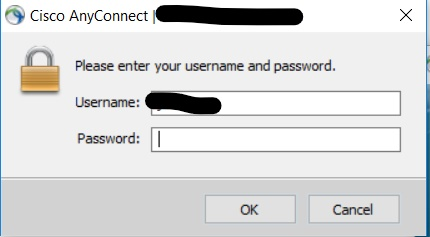 Cisco AnyConnect |
Please enter your username and password.
Username:
Password:
OK
Cancel